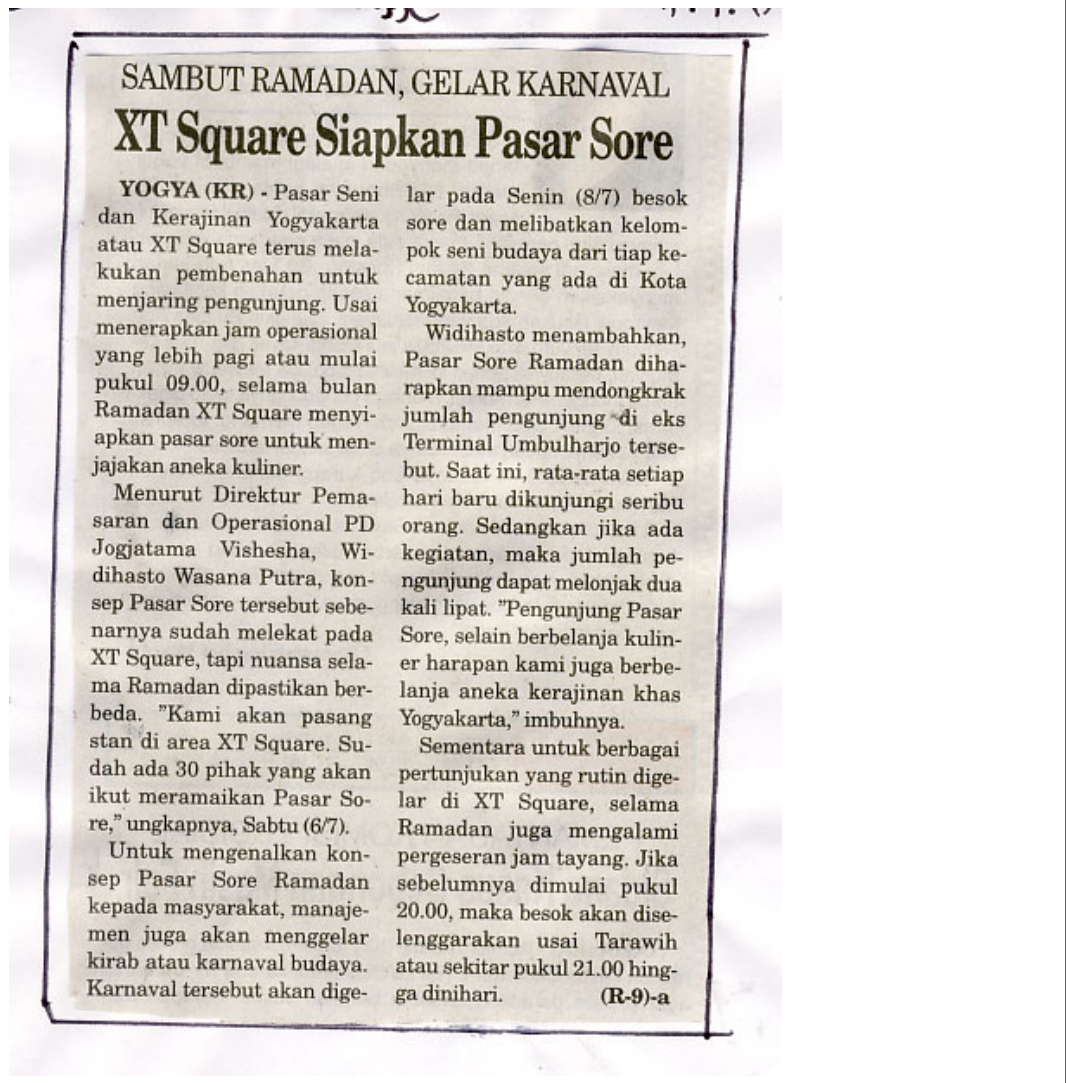 SAMBUT RAMADAN, GELAR KARNAVAL
XT Square Siapkan Pasar Sore
YOGYA (KR) - Pasar Seni
dan Kerajinan Yogyakarta
atau XT Square terus mela-
kukan pembenahan untuk
menjaring pengunjung. Usai
menerapkan jam operasional
yang lebih pagi atau mulai
pukul 09.00, selama bulan
Ramadan XT Square menyi-
apkan pasar sore untuk men-
jajakan aneka kuliner.
Menurut Direktur Pema-
saran dan Operasional PD
Jogjatama Vishesha, Wi-
dihasto Wasana Putra, kon-
sep Pasar Sore tersebut sebe-
narnya sudah melekat pada
XT Square, tapi nuansa sela-
ma Ramadan dipastikan ber-
beda. ”Kami akan pasang
stan di area XT Square. Su-
dah ada 30 pihak yang akan
ikut meramaikan Pasar So-
re,” ungkapnya, Sabtu (6/7).
Untuk mengenalkan kon-
sep Pasar Sore Ramadan
kepada masyarakat, manaje-
men juga akan menggelar
kirab atau karnaval budaya.
Karnaval tersebut akan dige-
lar pada Senin (8/7) besok
sore dan melibatkan kelom-
pok seni budaya dari tiap ke-
camatan yang ada di Kota
Yogyakarta.
Widihasto menambahkan,
Pasar Sore Ramadan diha-
rapkan mampu mendongkrak
jumlah pengunjung di eks
Terminal Umbulharjo terse-
but. Saat ini, rata-rata setiap
hari baru dikunjungi seribu
orang. Sedangkan jika ada
kegiatan, maka jumlah pe-
ngunjung dapat melonjak dua
kali lipat. ”Pengunjung Pasar
Sore, selain berbelanja kulin-
er harapan kami juga berbe-
lanja aneka kerajinan khas
Yogyakarta,” imbuhnya.
Sementara untuk berbagai
pertunjukan yang rutin dige-
lar di XT Square, selama
Ramadan juga mengalami
pergeseran jam tayang. Jika
sebelumnya dimulai pukul
20.00, maka besok akan dise-
lenggarakan usai Tarawih
atau sekitar pukul 21.00 hing-
ga dinihari. (R-9)-a